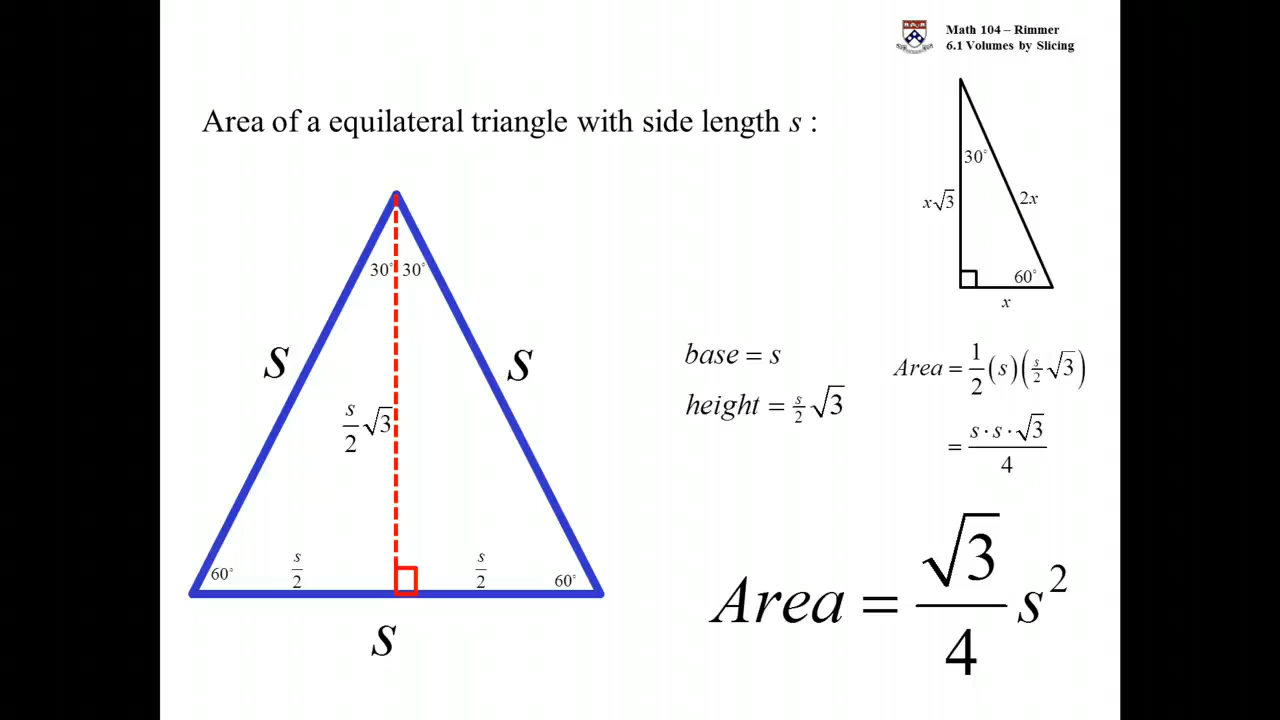 Math 104 – Rimmer
6.1 Volumes by Slicing
Area of a equilateral triangle with side length s :
30°
x√3
2x
60°
x
30° 30°
s
s
s/2 √3
60°
s/2
s/2
60°
s
base = s
height = s/2 √3
Area = 1/2 (s)(s/2 √3)
= s·s·√3/4
Area = √3/4 s²